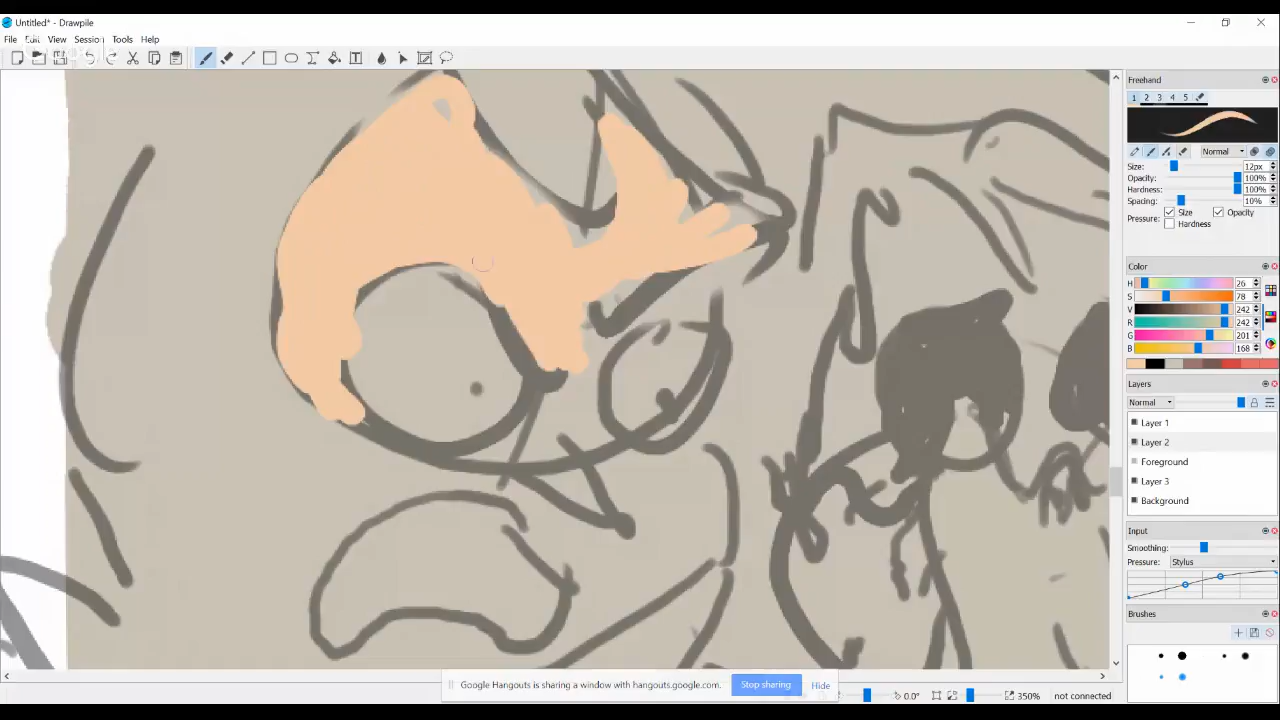 Untitled* - Drawpile
File Edit View Session Tools Help
Freehand
1 2 3 4 5
Normal
Size: 12px
Opacity: 100%
Hardness: 100%
Spacing: 10%
Pressure: Size Opacity
Hardness
Color
H 26
S 78
V 242
R 242
G 201
B 168
Layers
Normal
Layer 1
Layer 2
Foreground
Layer 3
Background
Input
Smoothing:
Pressure: Stylus
Brushes
Google Hangouts is sharing a window with hangouts.google.com. Stop sharing Hide
0.0° 350% not connected